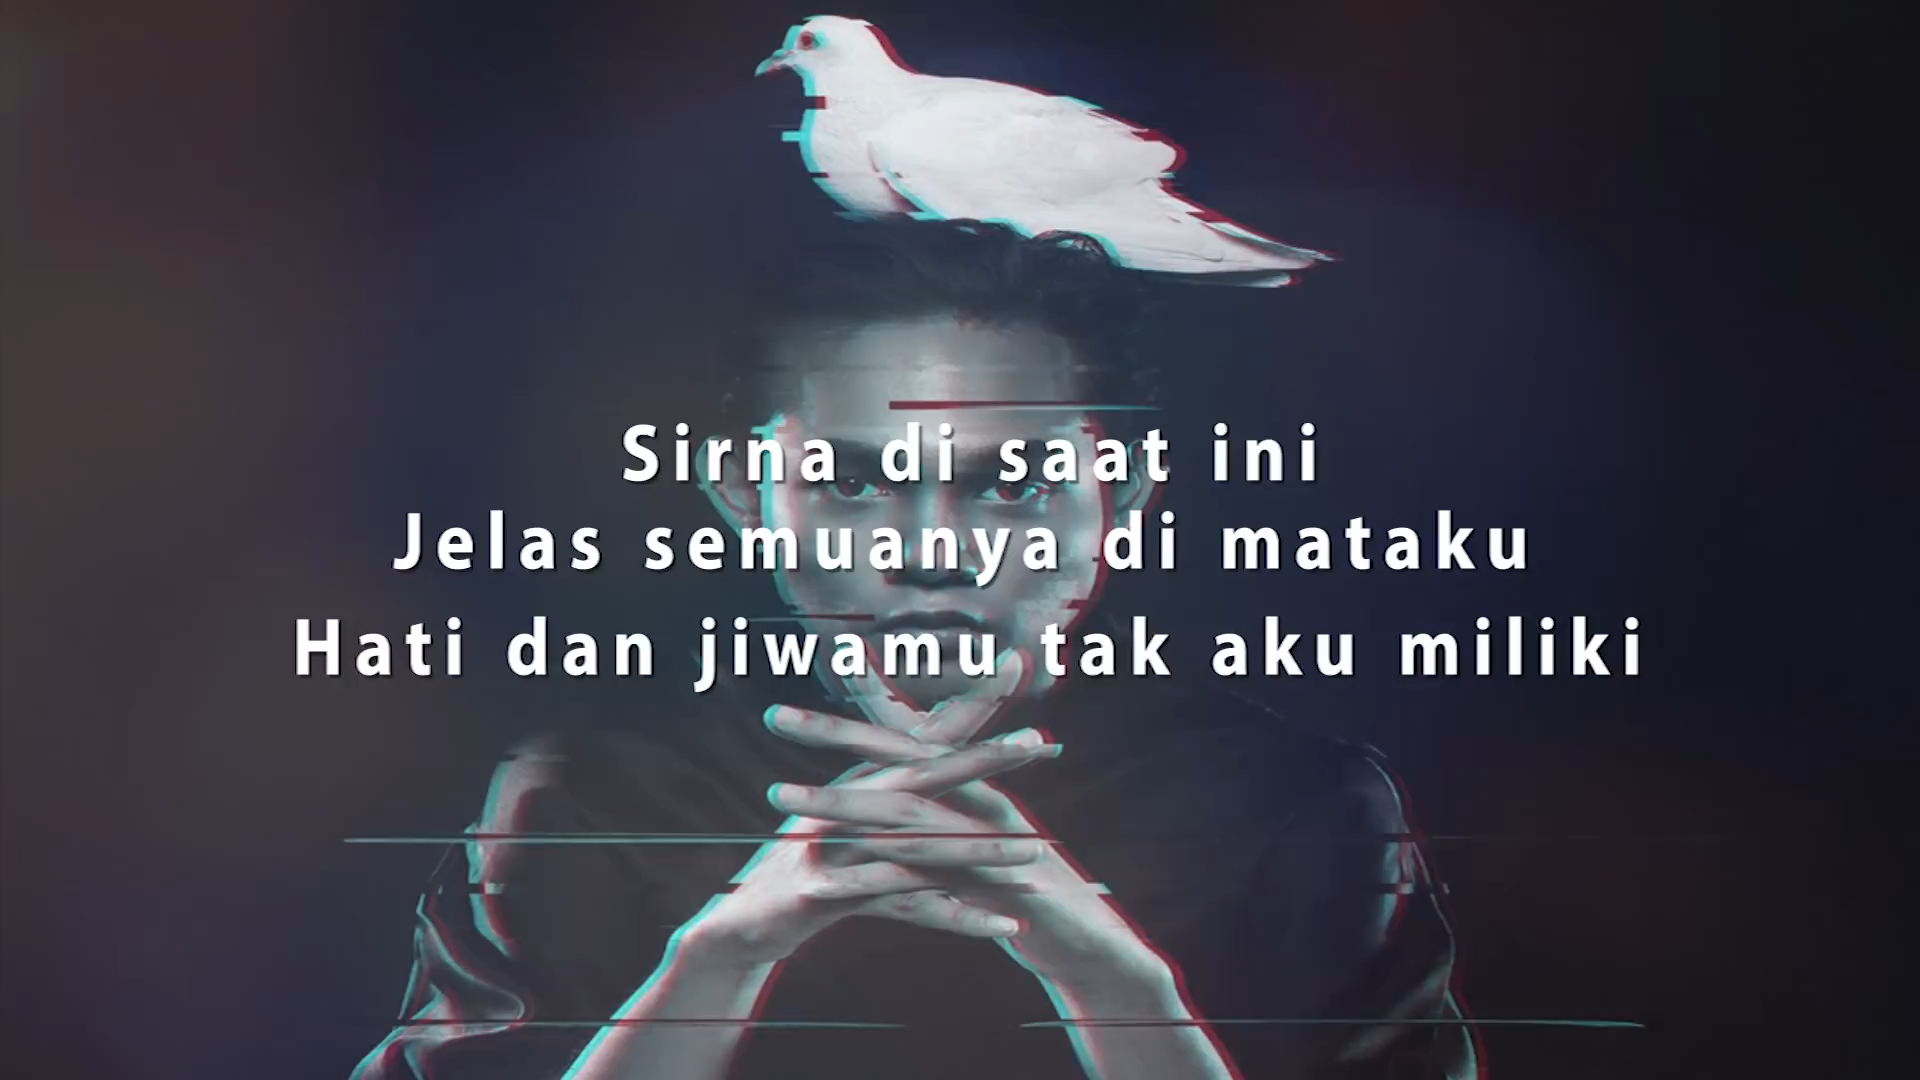 Sirna di saat ini
Jelas semuanya di mataku
Hati dan jiwamu tak aku miliki